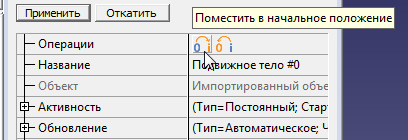 Применить Откатить
Поместить в начальное положение
Операции
Название Подвижное тело #0
Объект Импортированный объе
Активность (Тип=Постоянный; Стар
Обновление (Тип=Автоматическое; Ч